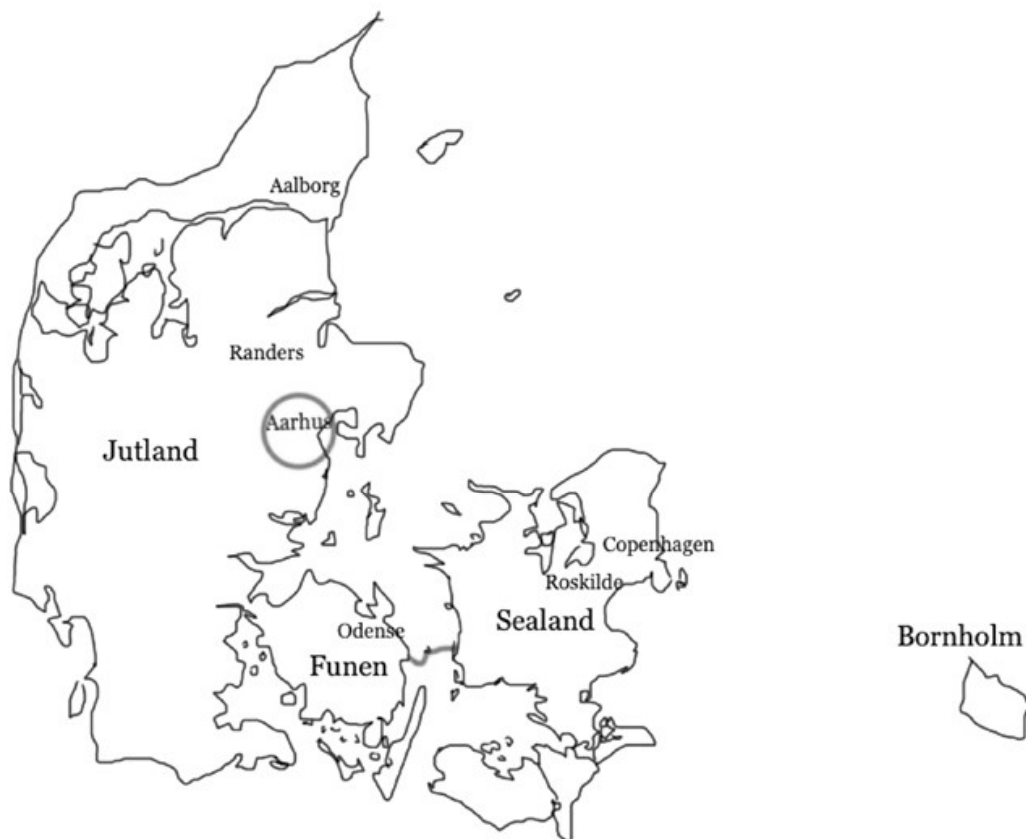 Aalborg
Randers
Aarhus
Jutland
Copenhagen
Roskilde
Sealand
Odense
Bornholm
Funen